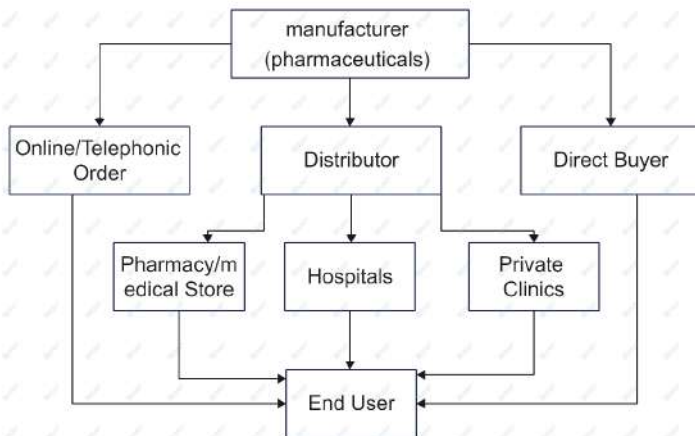 manufacturer
(pharmaceuticals)
Online/Telephonic
Order
Distributor
Direct Buyer
Pharmacy/m
edical Store
Hospitals
Private
Clinics
End User